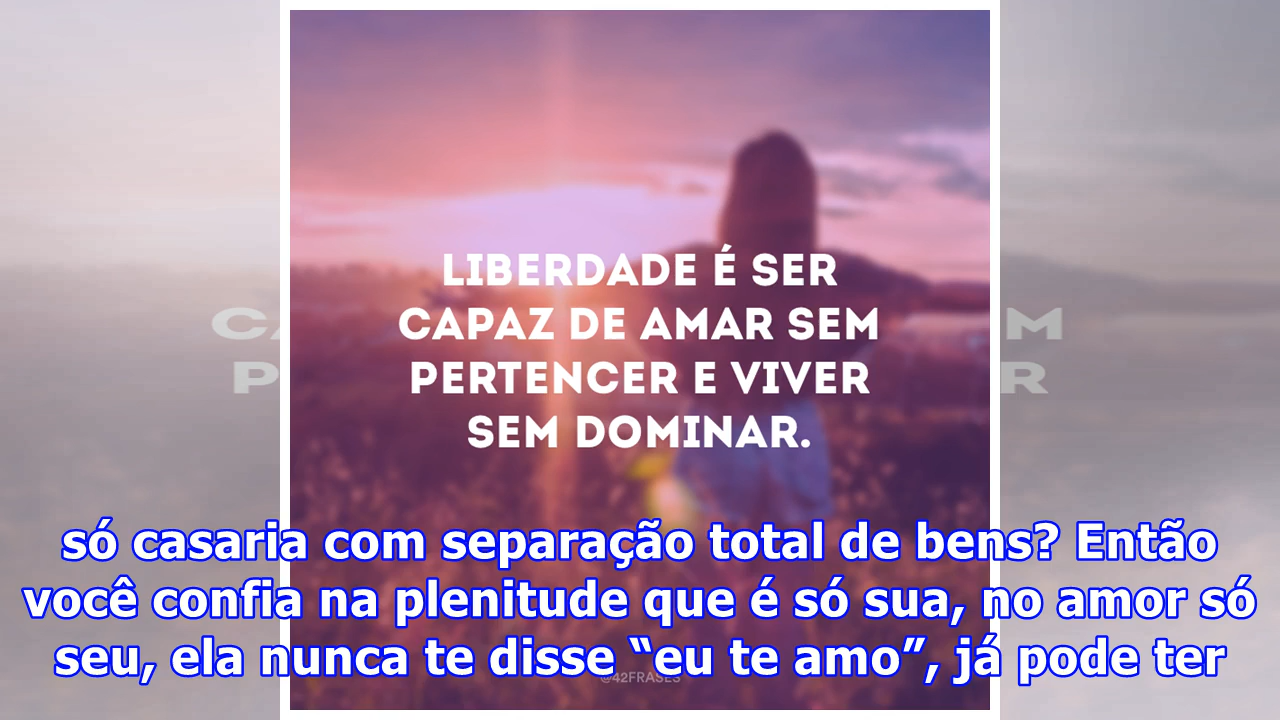 LIBERDADE É SER
CAPAZ DE AMAR SEM
PERTENCER E VIVER
SEM DOMINAR.
só casaria com separação total de bens? Então
você confia na plenitude que é só sua, no amor só
seu, ela nunca te disse “eu te amo”, já pode ter
@42FRASES